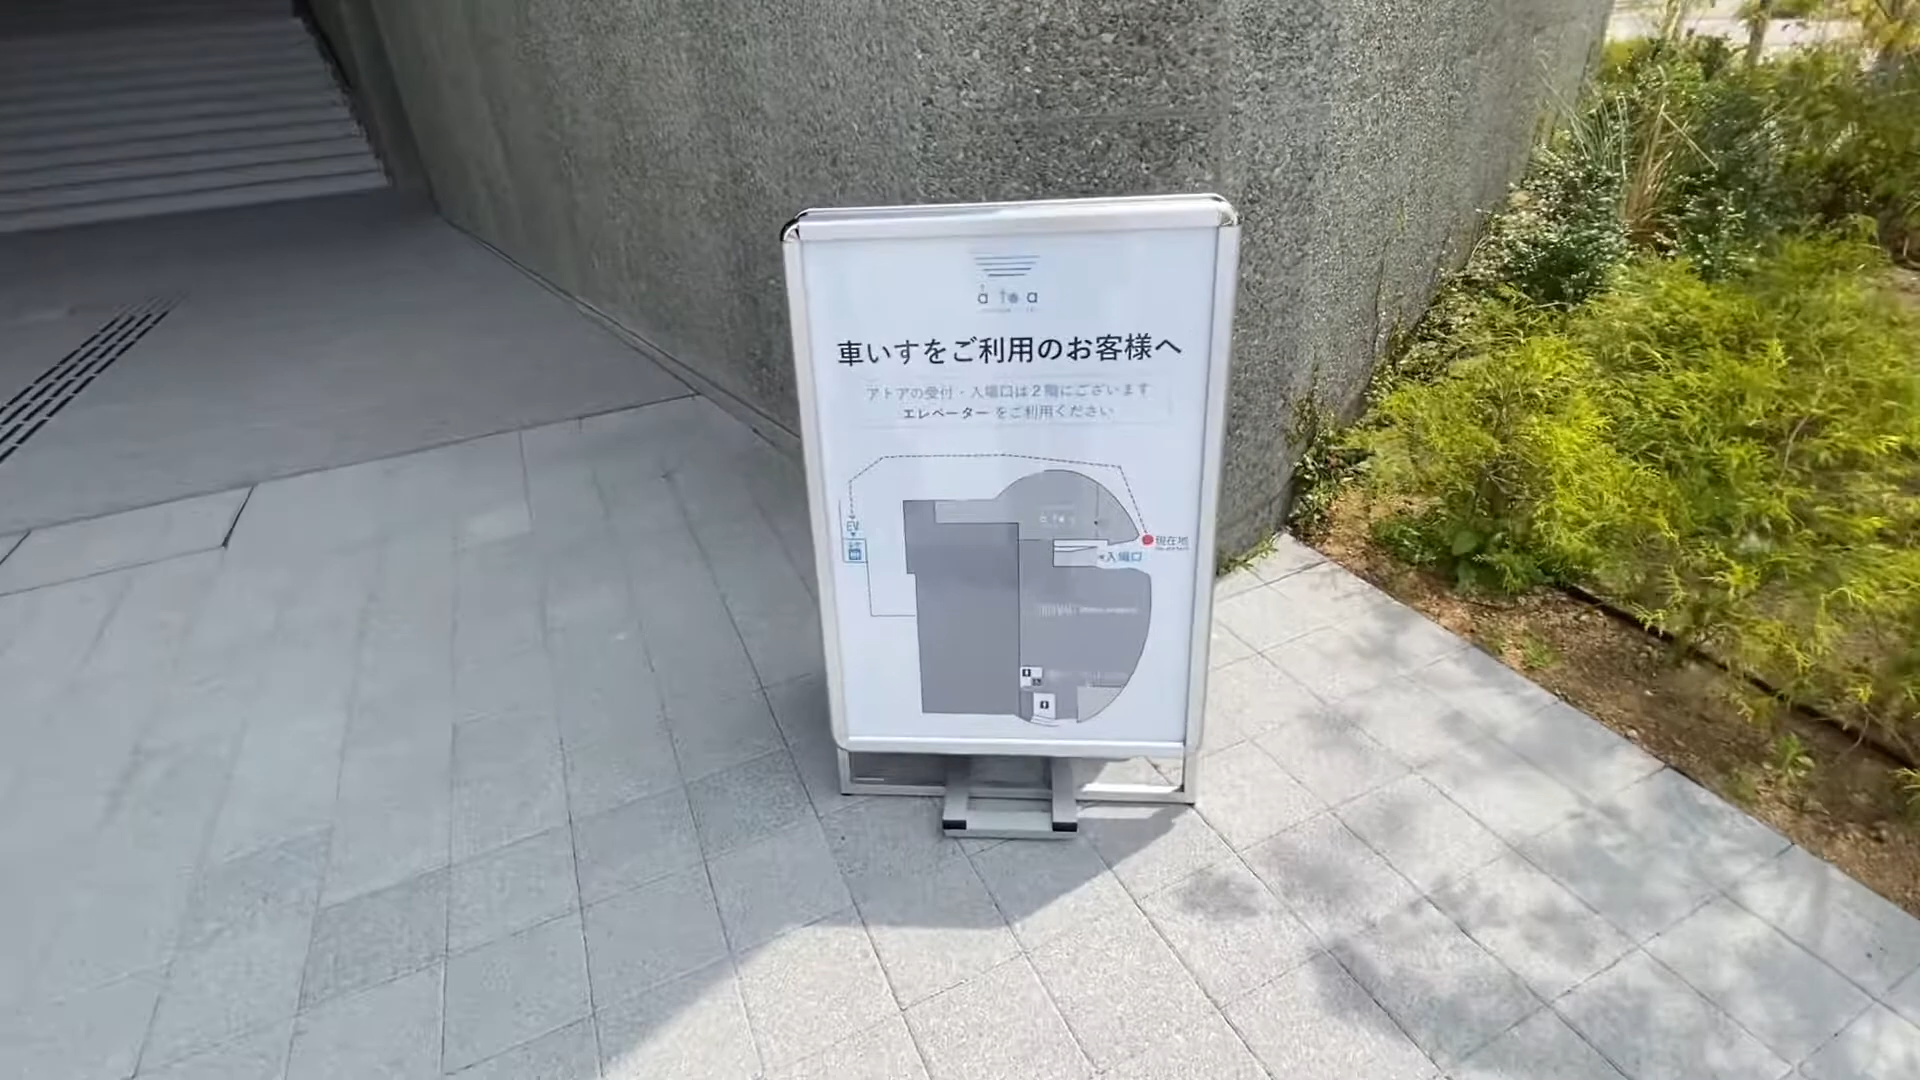 átoa
車いすをご利用のお客様へ
アトアの受付・入場口は2階にございます
エレベーターをご利用ください
átoa
EV
現在地
入場口